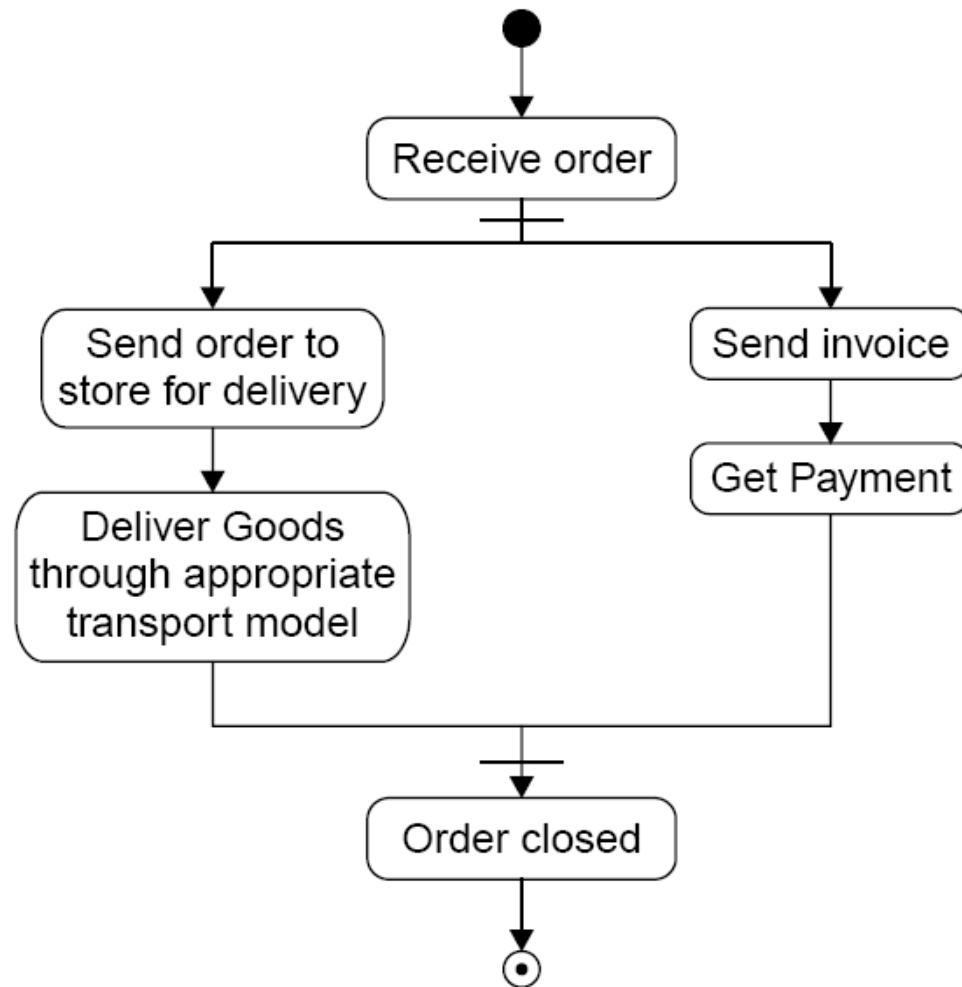 Receive order
Send order to
store for delivery
Deliver Goods
through appropriate
transport model
Send invoice
Get Payment
Order closed